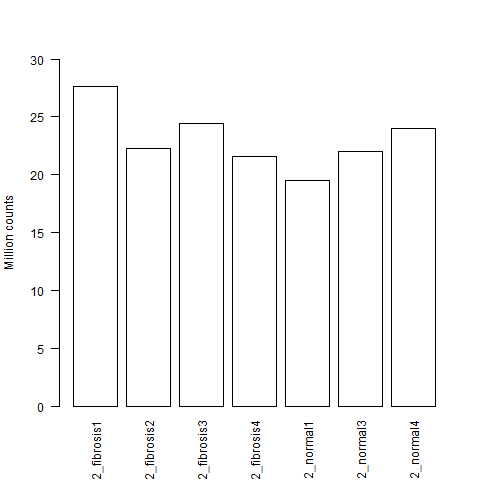 30
25
20
15
10
5
0
Million counts
2_fibrosis1
2_fibrosis2
2_fibrosis3
2_fibrosis4
2_normal1
2_normal3
2_normal4